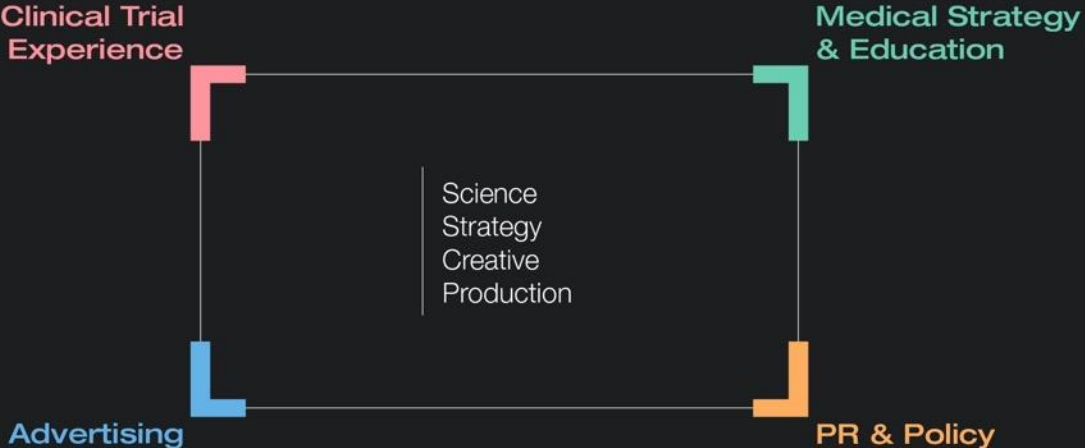 Clinical Trial
Experience
Medical Strategy
& Education
Science
Strategy
Creative
Production
Advertising
PR & Policy